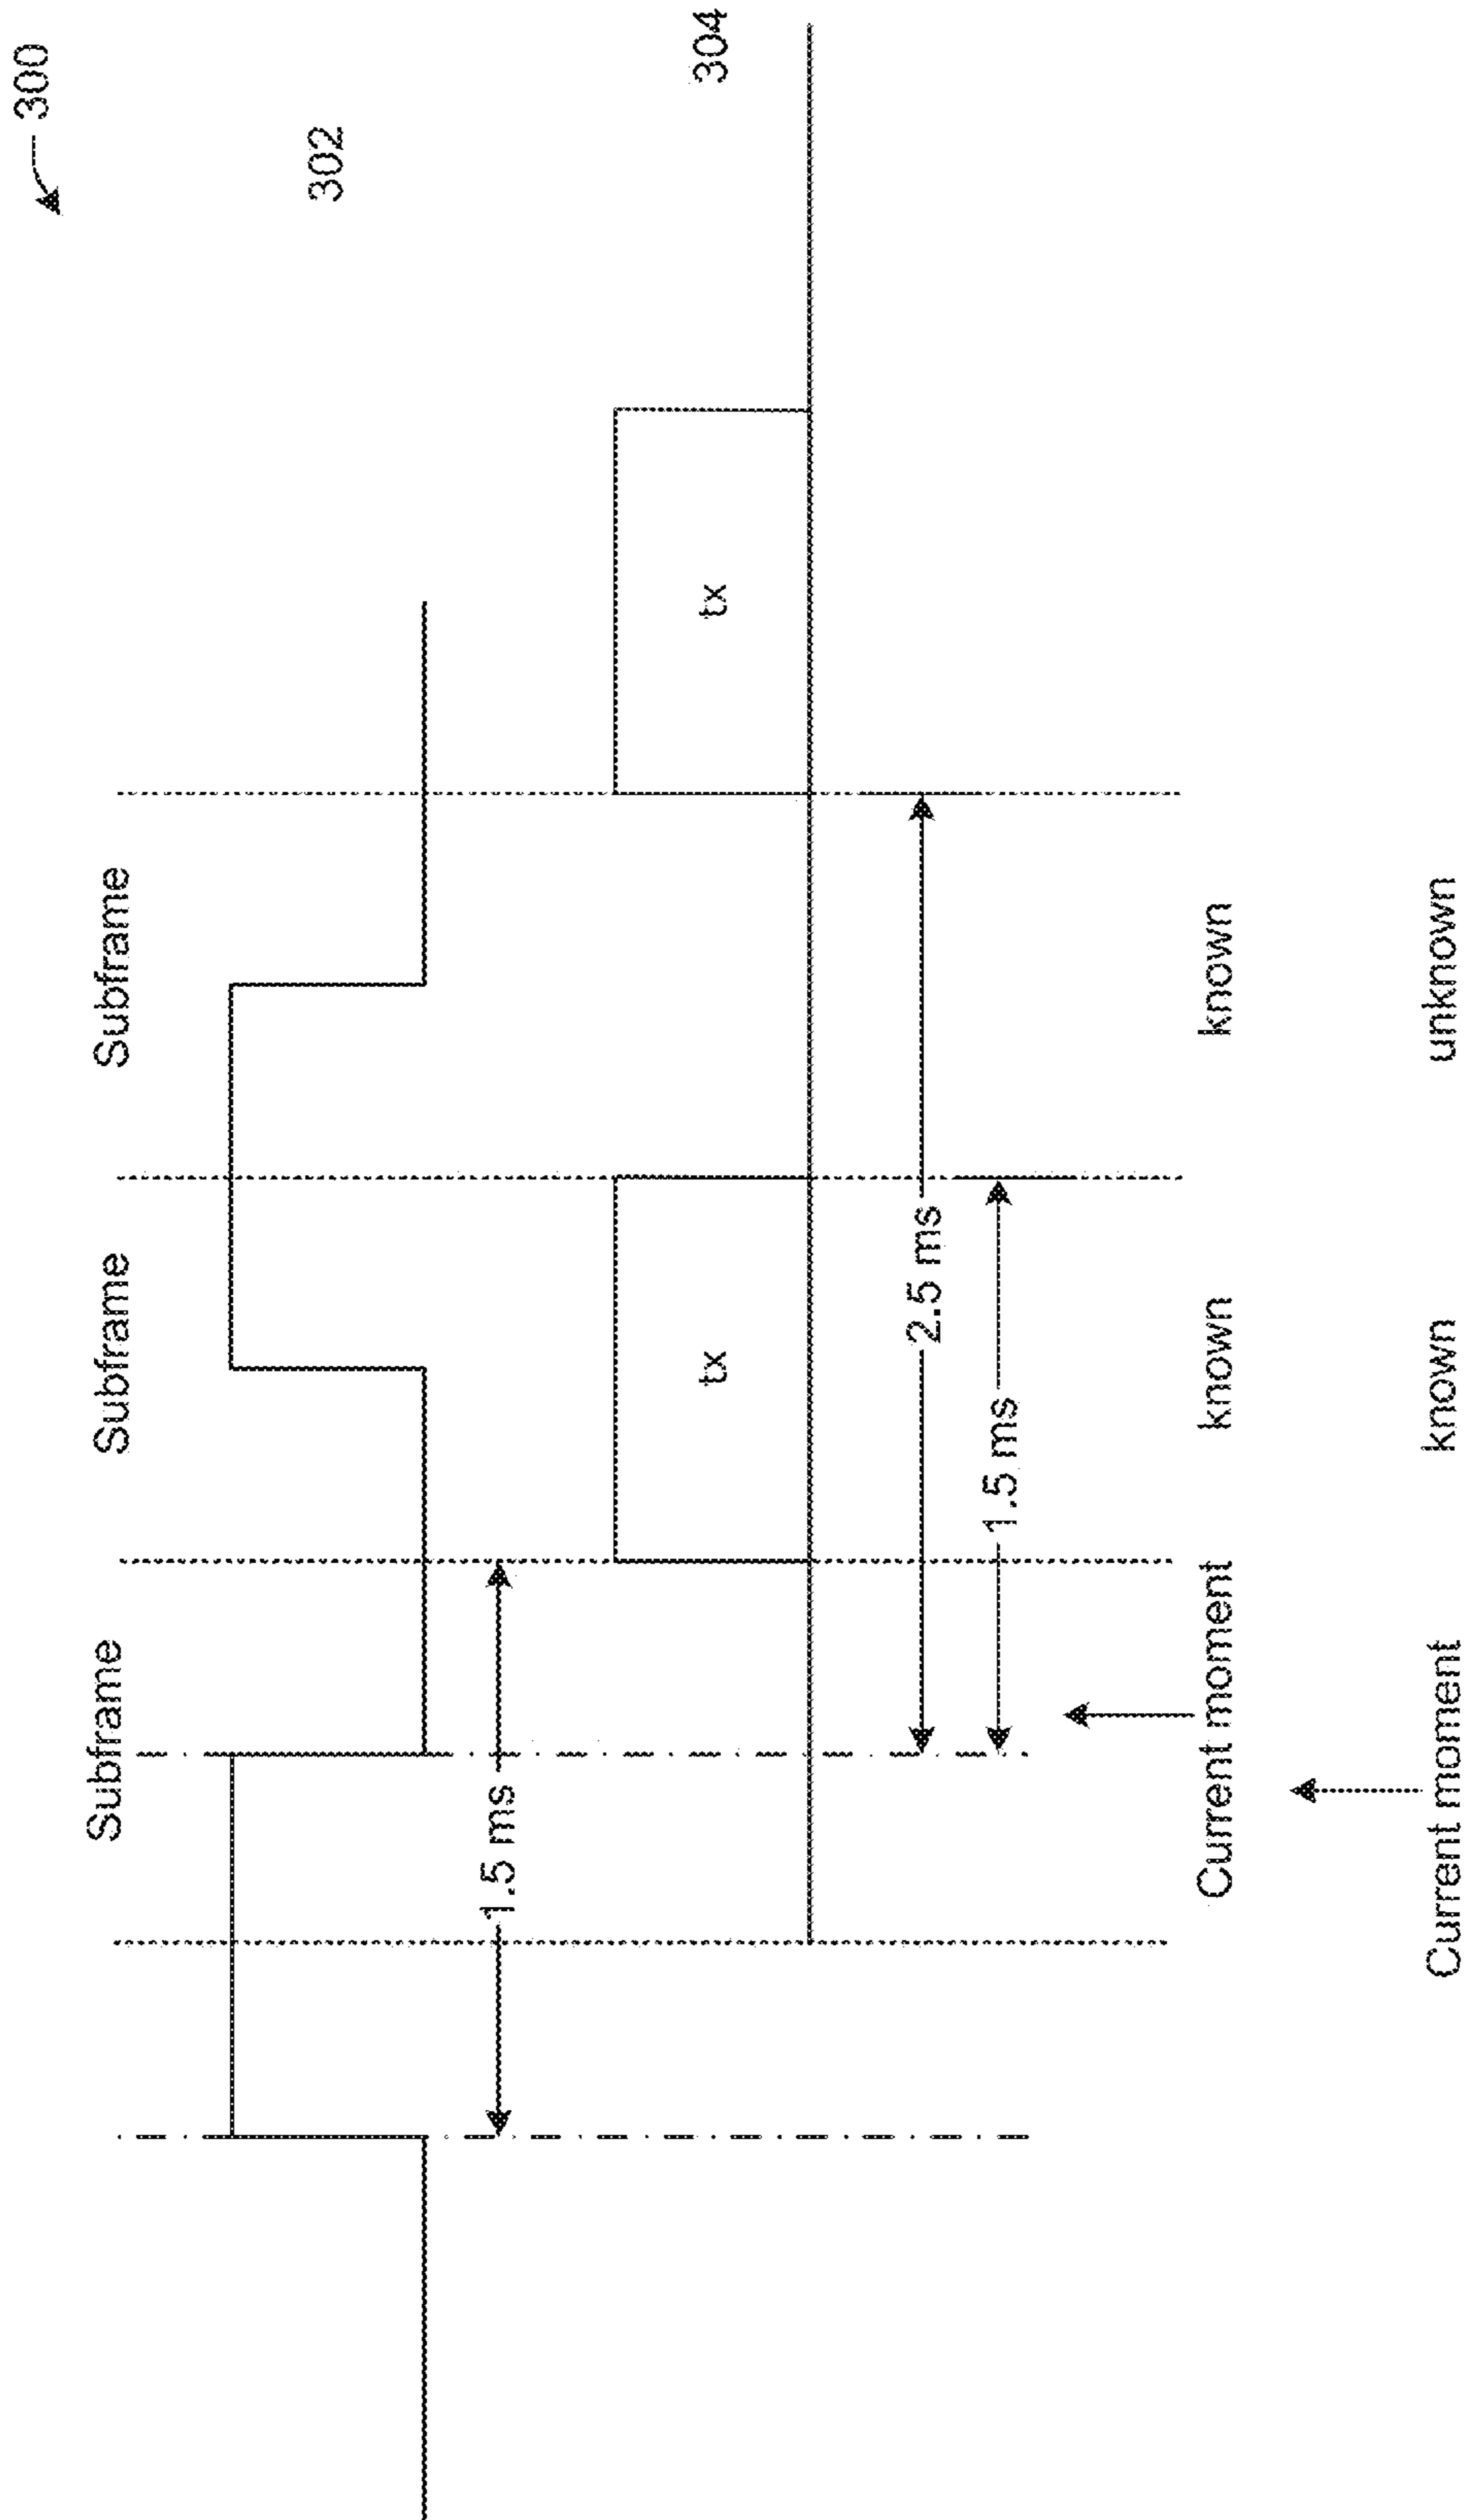 300
Subframe
Subframe
Subframe
302
1.5 ms
tx
tx
304
2.5 ms
1.5 ms
Current moment
known
known
Current moment
known
unknown